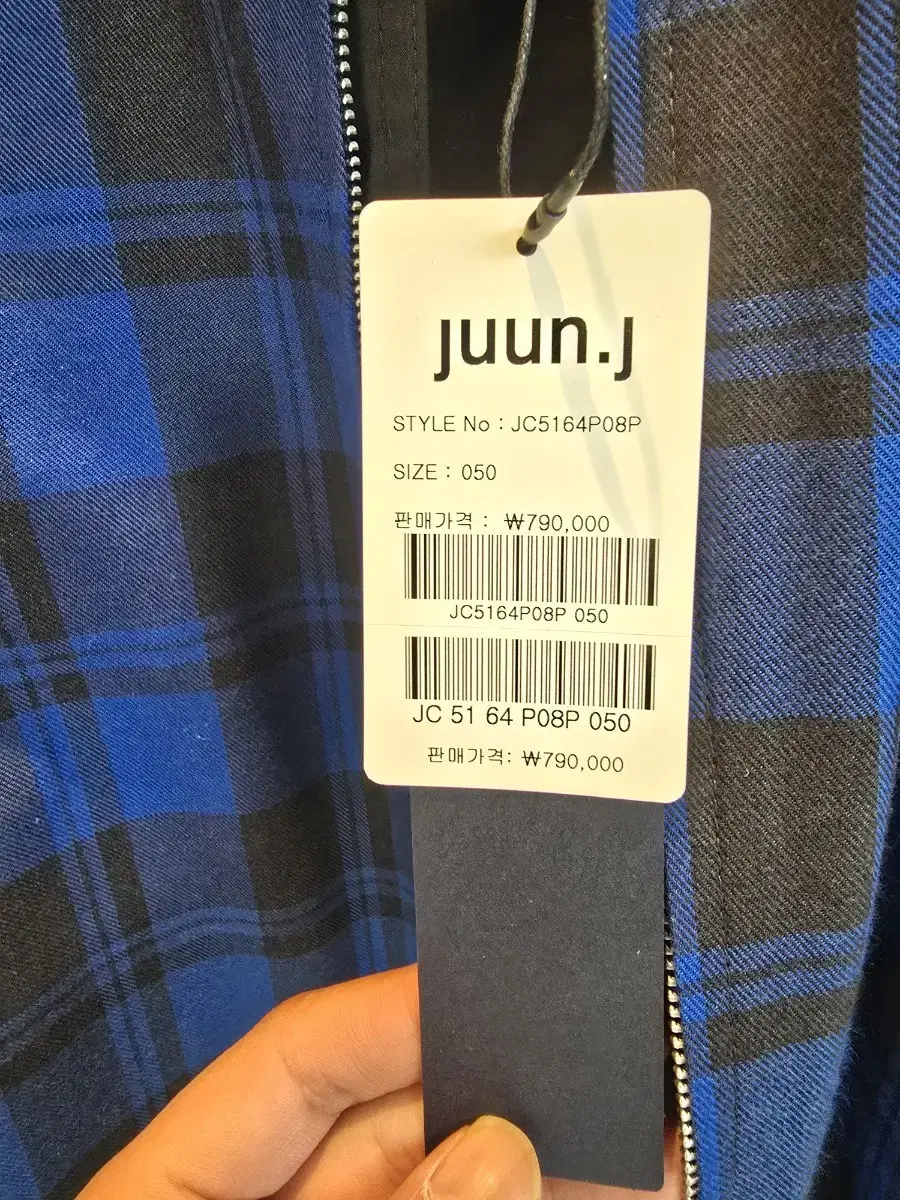 juun.j
STYLE No : JC5164P08P
SIZE : 050
판매가격 : ₩790,000
JC5164P08P 050
JC 51 64 P08P 050
판매가격: ₩790,000